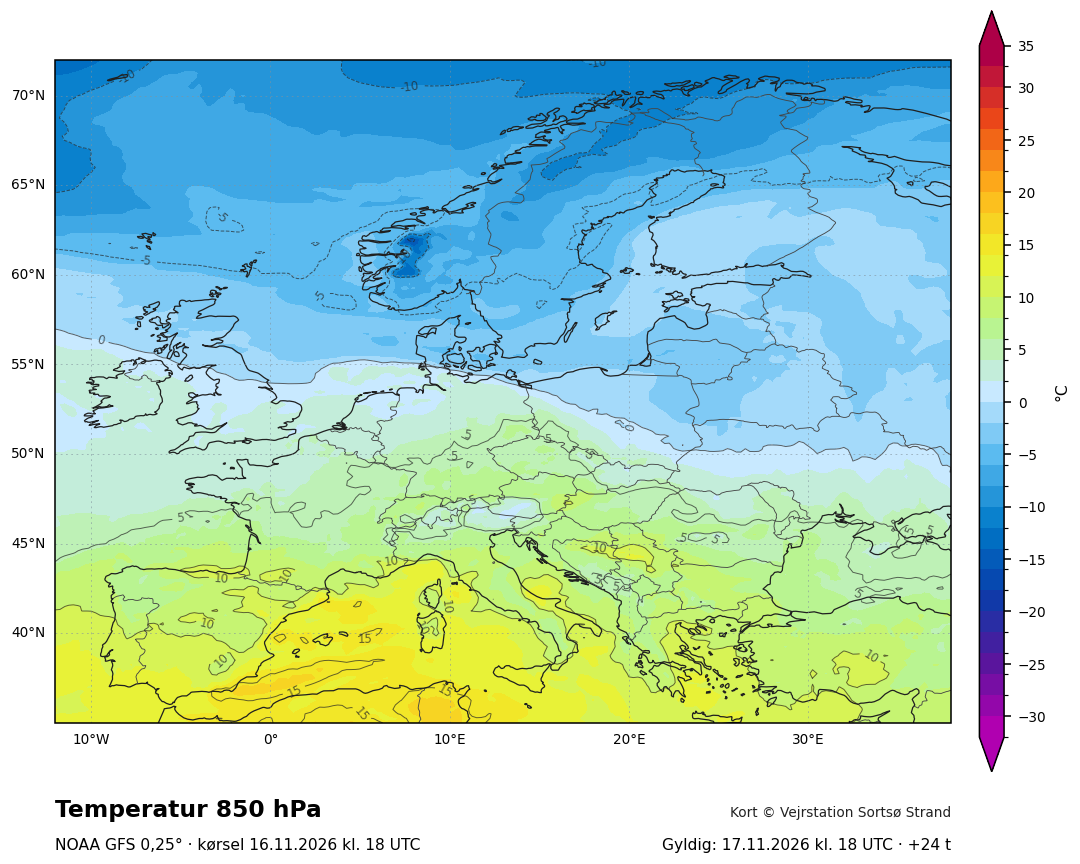 70°N
65°N
60°N
55°N
50°N
45°N
40°N
10°W 0° 10°E 20°E 30°E
35
30
25
20
15
10
5
0
−5
−10
−15
−20
−25
−30
°C
Temperatur 850 hPa
Kort © Vejrstation Sortsø Strand
NOAA GFS 0,25° · kørsel 16.11.2026 kl. 18 UTC
Gyldig: 17.11.2026 kl. 18 UTC · +24 t